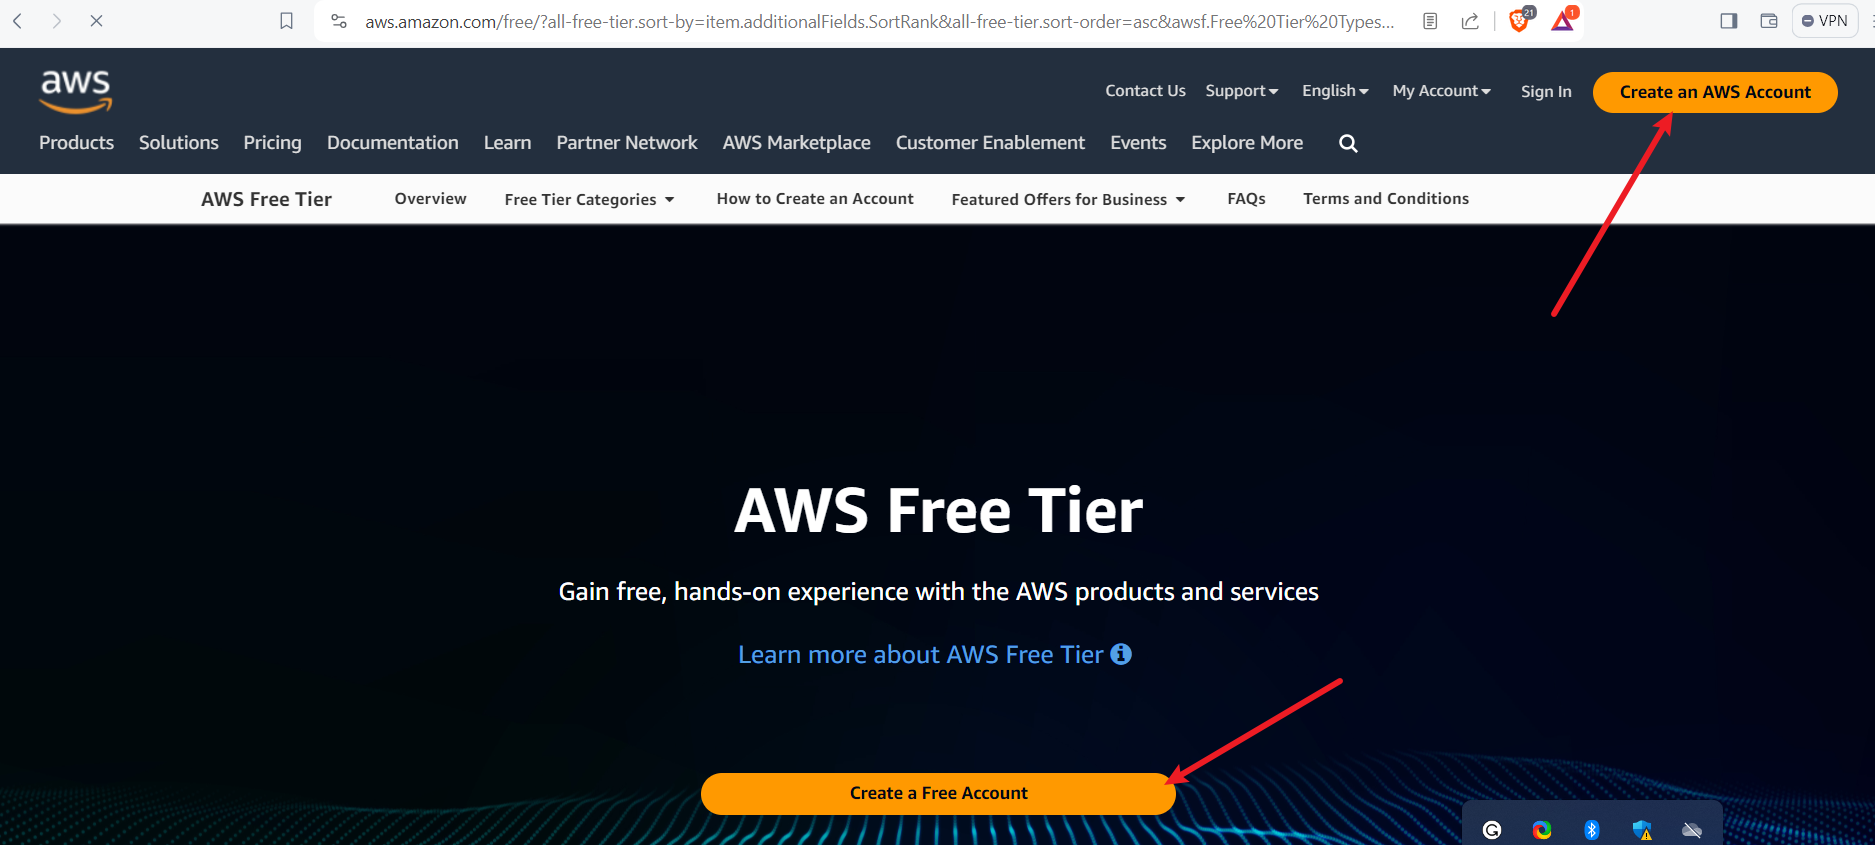 aws.amazon.com/free/?all-free-tier.sort-by=item.additionalFields.SortRank&all-free-tier.sort-order=asc&awsf.Free%20Tier%20Types...
21
1
VPN
aws
Contact Us Support English My Account Sign In Create an AWS Account
Products Solutions Pricing Documentation Learn Partner Network AWS Marketplace Customer Enablement Events Explore More
AWS Free Tier Overview Free Tier Categories How to Create an Account Featured Offers for Business FAQs Terms and Conditions
AWS Free Tier
Gain free, hands-on experience with the AWS products and services
Learn more about AWS Free Tier
Create a Free Account